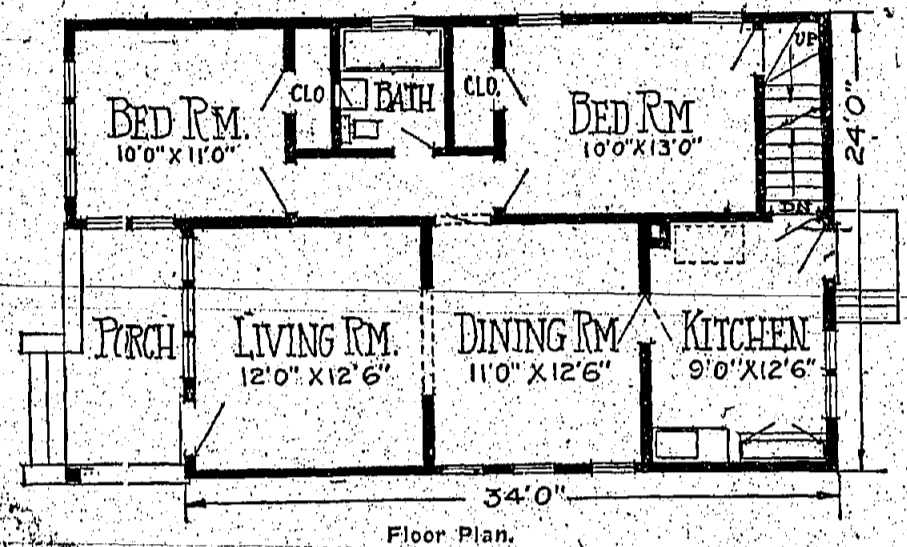 UP
CLO
BATH
CLO.
BED RM.
10'0" X 11'0"
BED RM
10'0" X 13'0"
24'0"
DN
PORCH
LIVING RM.
12'0" X 12'6"
DINING RM
11'0" X 12'6"
KITCHEN
9'0" X 12'6"
34'0"
Floor Plan.